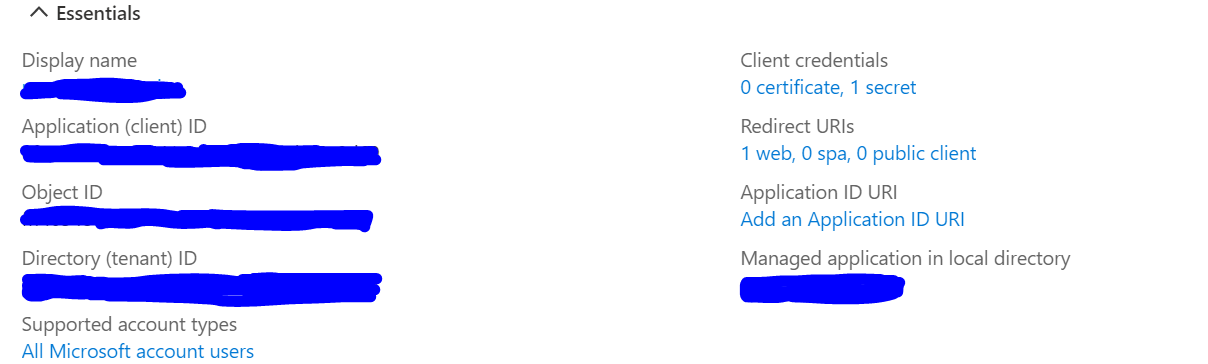 Essentials
Display name
Application (client) ID
Object ID
Directory (tenant) ID
Supported account types
All Microsoft account users
Client credentials
0 certificate, 1 secret
Redirect URIs
1 web, 0 spa, 0 public client
Application ID URI
Add an Application ID URI
Managed application in local directory